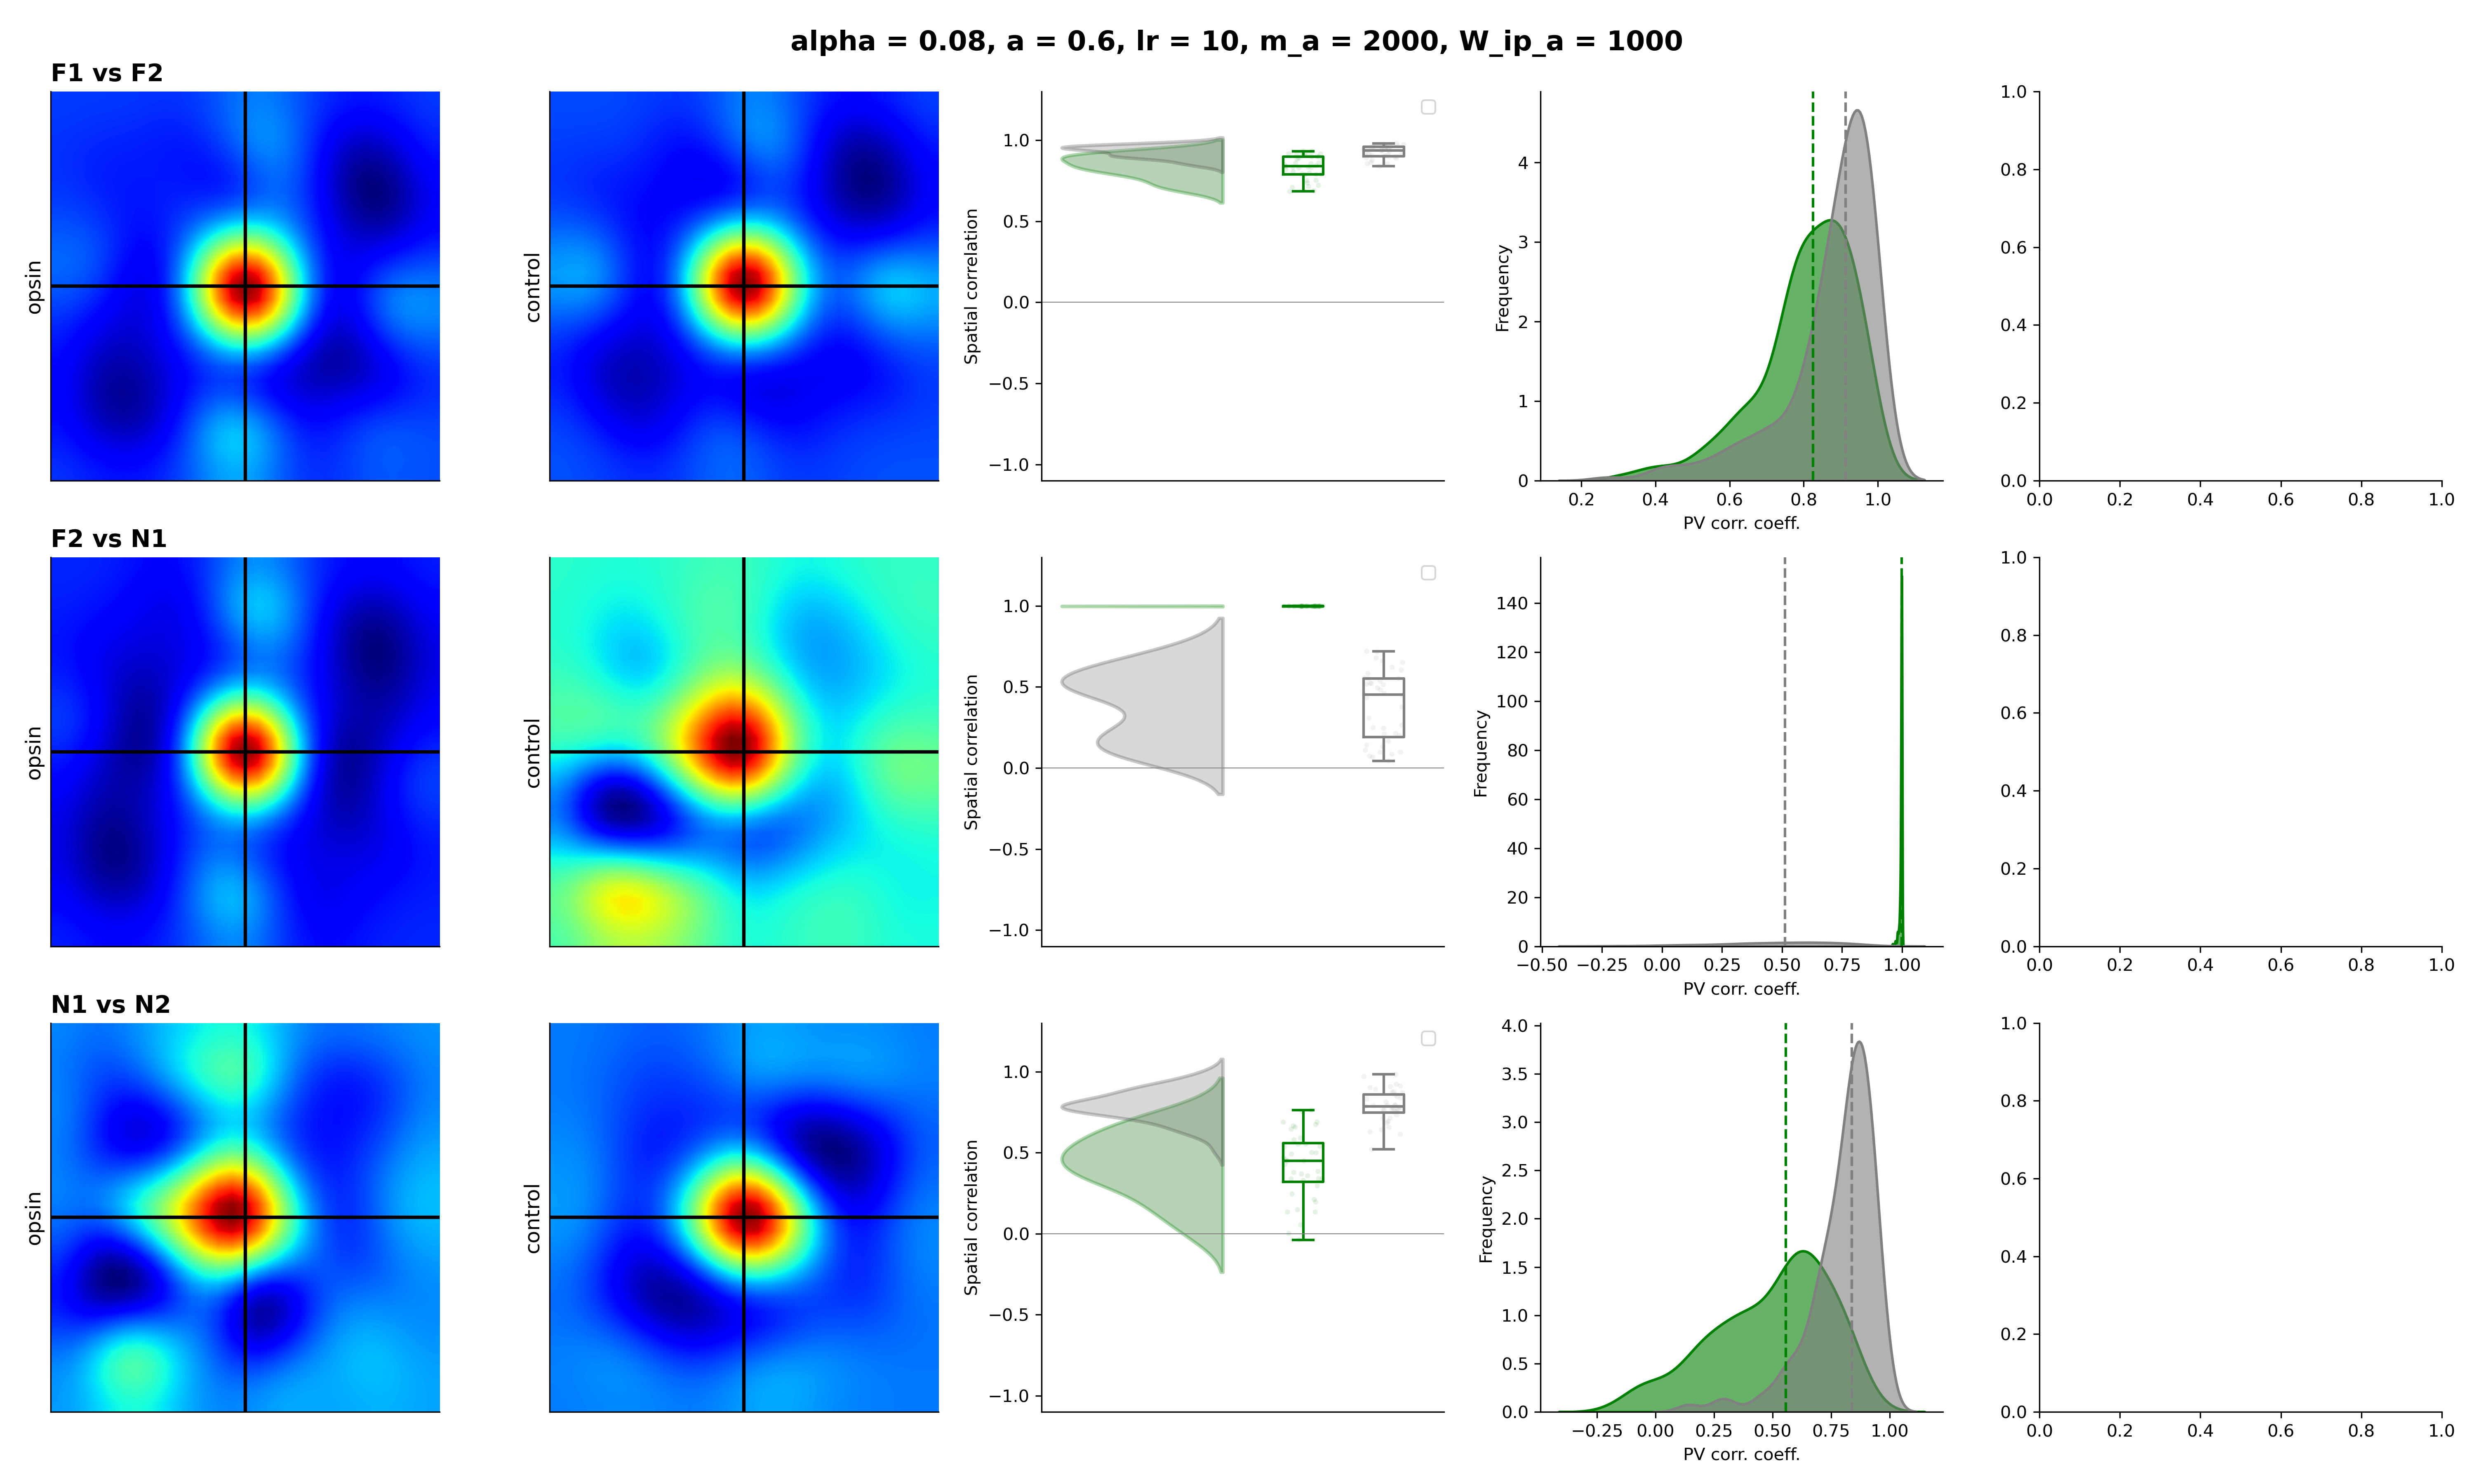 alpha = 0.08, a = 0.6, lr = 10, m_a = 2000, W_ip_a = 1000
F1 vs F2
opsin
control
Spatial correlation
1.0
0.5
0.0
−0.5
−1.0
Frequency
4
3
2
1
0
0.2 0.4 0.6 0.8 1.0
PV corr. coeff.
1.0
0.8
0.6
0.4
0.2
0.0
0.0 0.2 0.4 0.6 0.8 1.0
F2 vs N1
opsin
control
Spatial correlation
1.0
0.5
0.0
−0.5
−1.0
Frequency
140
120
100
80
60
40
20
0
−0.50 −0.25 0.00 0.25 0.50 0.75 1.00
PV corr. coeff.
1.0
0.8
0.6
0.4
0.2
0.0
0.0 0.2 0.4 0.6 0.8 1.0
N1 vs N2
opsin
control
Spatial correlation
1.0
0.5
0.0
−0.5
−1.0
Frequency
4.0
3.5
3.0
2.5
2.0
1.5
1.0
0.5
0.0
−0.25 0.00 0.25 0.50 0.75 1.00
PV corr. coeff.
1.0
0.8
0.6
0.4
0.2
0.0
0.0 0.2 0.4 0.6 0.8 1.0